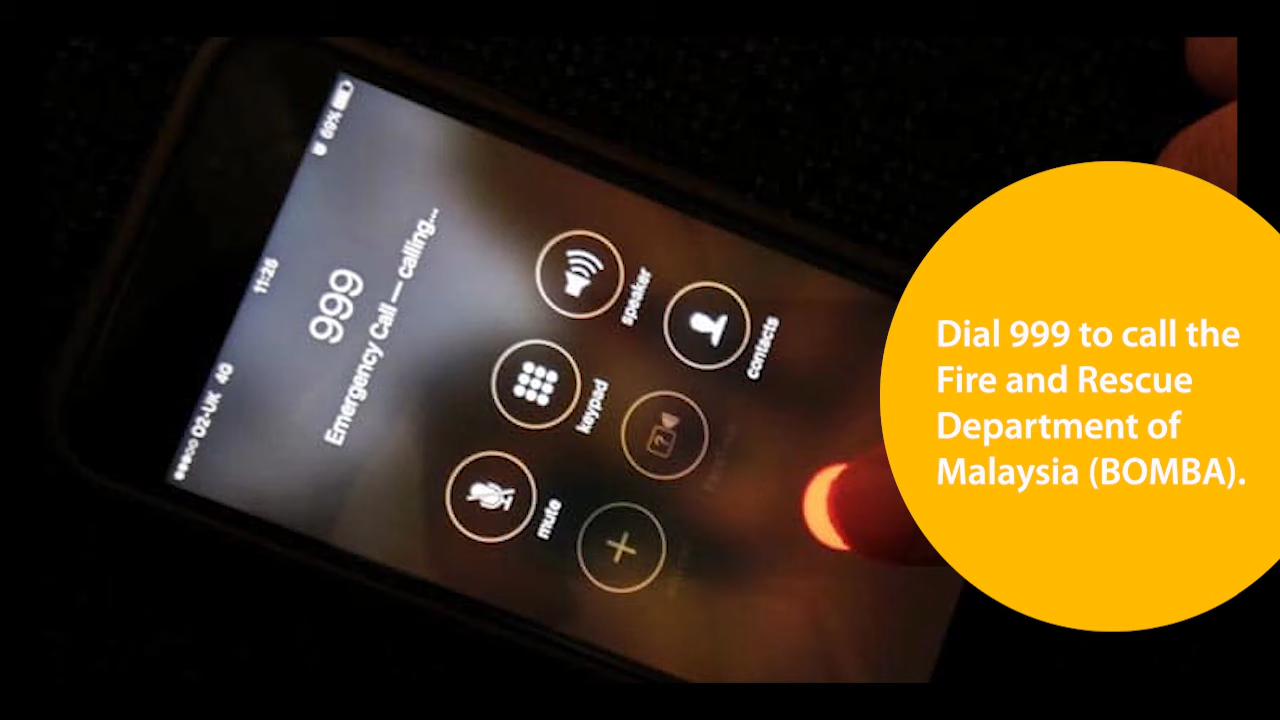 ●●●○○ O2-UK 4G 11:25 69%
999
Emergency Call — calling...
mute keypad speaker
contacts
Dial 999 to call the
Fire and Rescue
Department of
Malaysia (BOMBA).